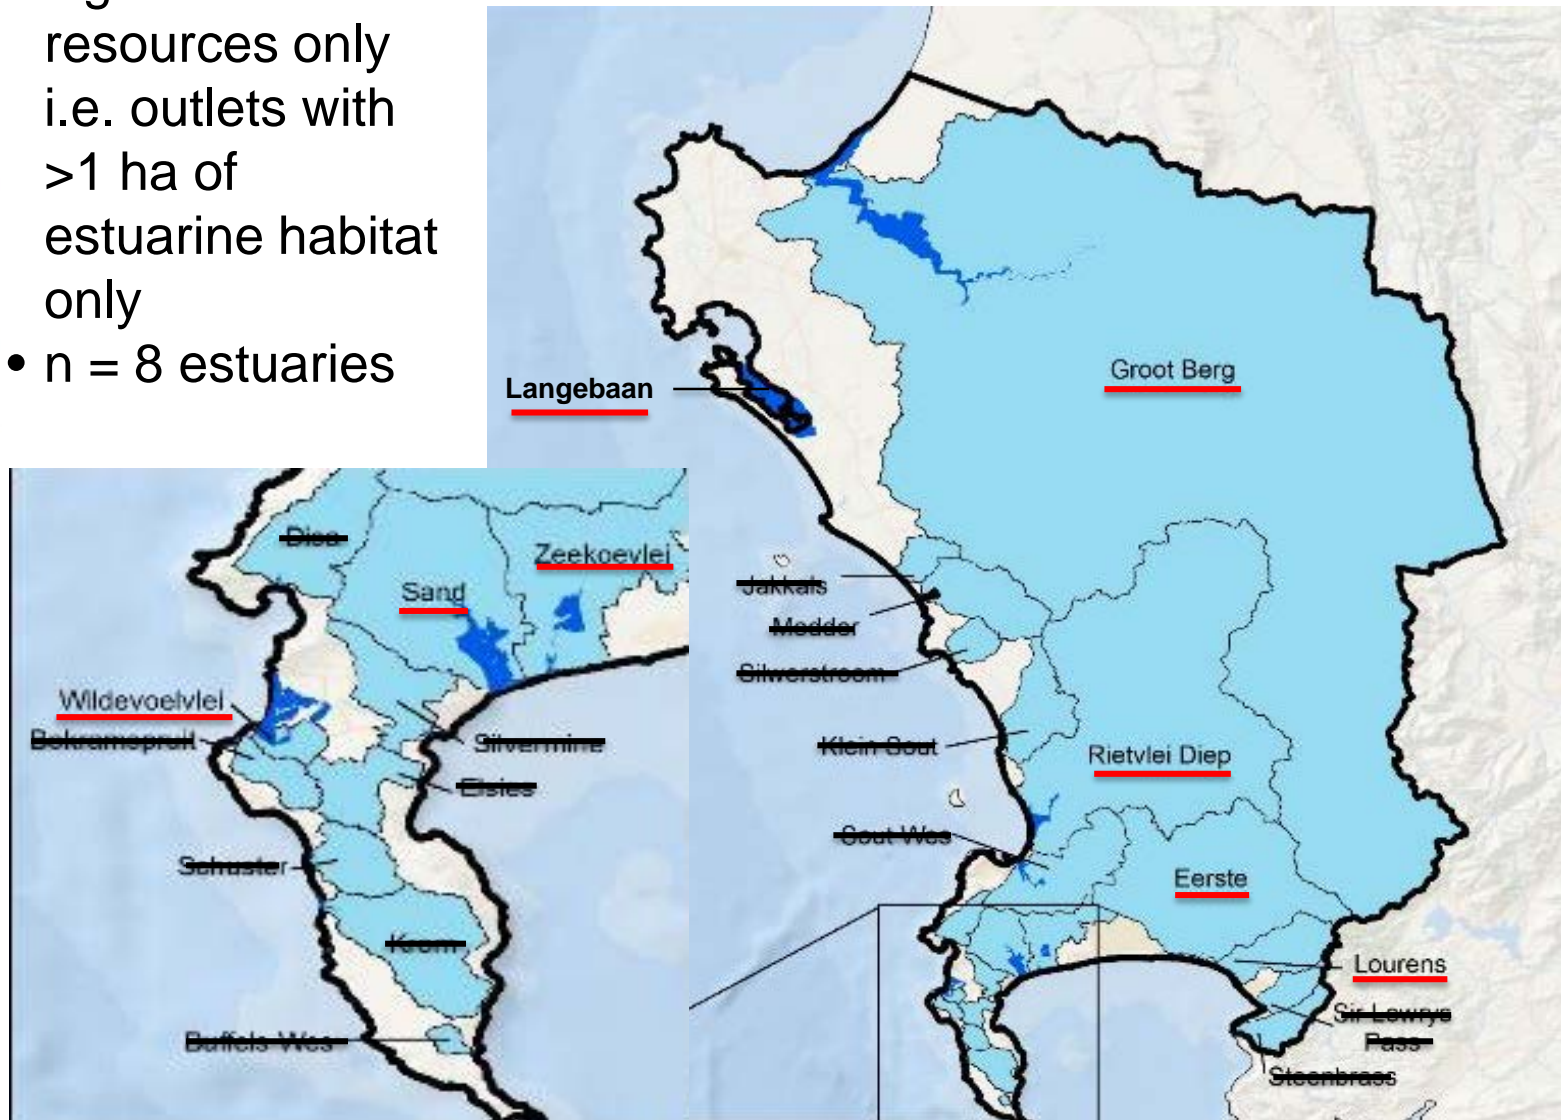 resources only
i.e. outlets with
>1 ha of
estuarine habitat
only
• n = 8 estuaries
Groot Berg
Langebaan
Jakkals
Modder
Silwerstroom
Klein Sout
Rietvlei Diep
Sout Wes
Eerste
Lourens
Sir Lowrys
Pass
Steenbrass
Disa
Zeekoevlei
Sand
Wildevoelvlei
Bokramspruit
Silvermine
Elsies
Schuster
Krom
Buffels Wes